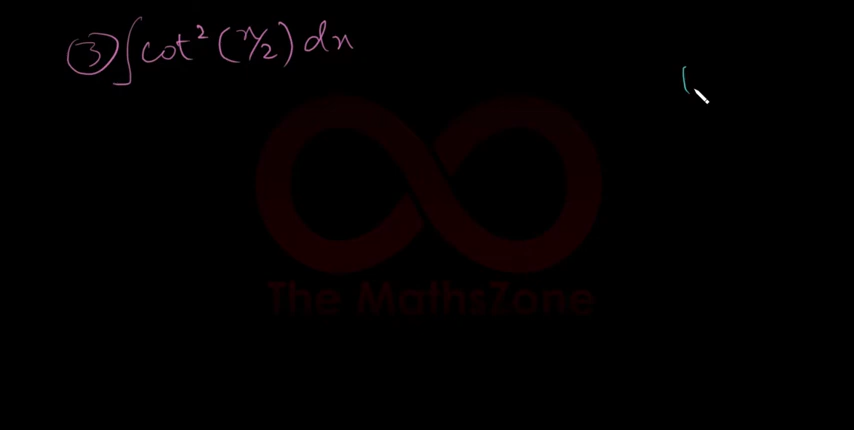 ③ ∫ cot² (x/2) dx
The MathsZone